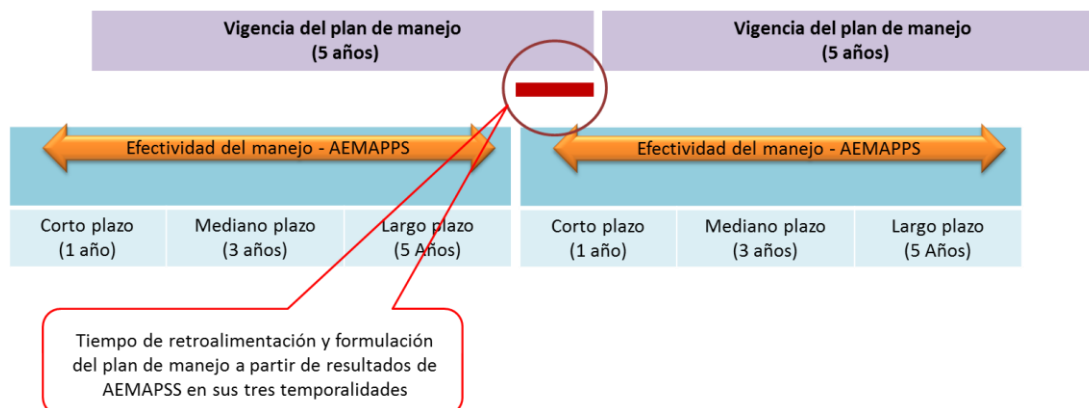 Vigencia del plan de manejo
(5 años)
Vigencia del plan de manejo
(5 años)
Efectividad del manejo - AEMAPPS
Efectividad del manejo - AEMAPPS
Corto plazo
(1 año)
Mediano plazo
(3 años)
Largo plazo
(5 Años)
Corto plazo
(1 año)
Mediano plazo
(3 años)
Largo plazo
(5 Años)
Tiempo de retroalimentación y formulación
del plan de manejo a partir de resultados de
AEMAPSS en sus tres temporalidades